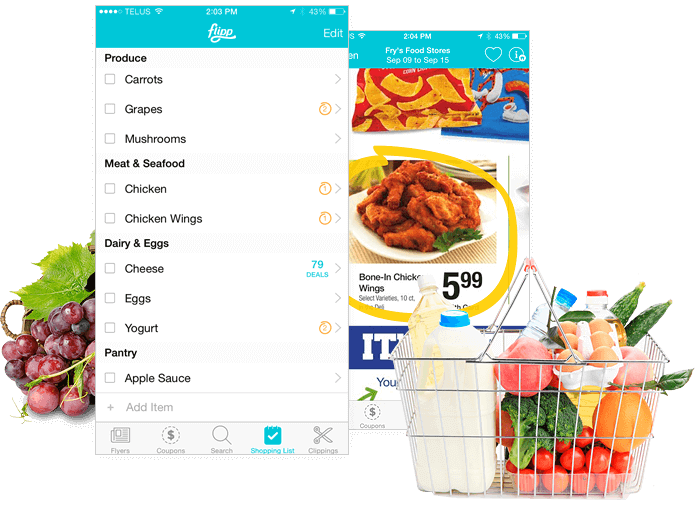 TELUS 2:03 PM 43%
flipp Edit
Produce
Carrots
Grapes 2
Mushrooms
Meat & Seafood
Chicken 1
Chicken Wings 1
Dairy & Eggs
Cheese 79 DEALS
Eggs
Yogurt 2
Pantry
Apple Sauce
+ Add Item
Flyers Coupons Search Shopping List Clippings
2:04 PM 43%
Fry's Food Stores
Sep 09 to Sep 15
Bone-In Chick
Wings
Select Varieties, 10 ct,
Deli
5.99
IT
You
Coupons